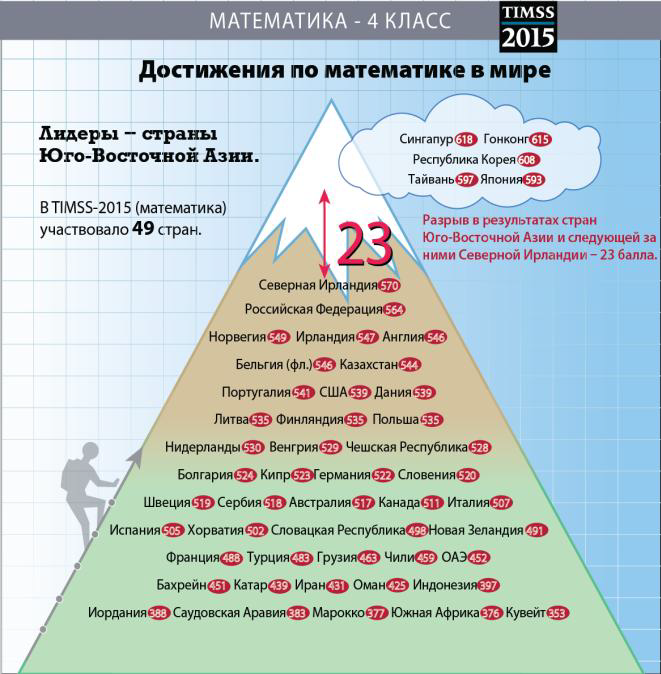 МАТЕМАТИКА - 4 КЛАСС
TIMSS
2015
Достижения по математике в мире
Лидеры – страны
Юго-Восточной Азии.
В TIMSS-2015 (математика)
участвовало 49 стран.
Сингапур 618 Гонконг 615
Республика Корея 608
Тайвань 597 Япония 593
23
Разрыв в результатах стран
Юго-Восточной Азии и следующей за
ними Северной Ирландии – 23 балла.
Северная Ирландия 570
Российская Федерация 564
Норвегия 549 Ирландия 547 Англия 546
Бельгия (фл.) 546 Казахстан 544
Португалия 541 США 539 Дания 539
Литва 535 Финляндия 535 Польша 535
Нидерланды 530 Венгрия 529 Чешская Республика 528
Болгария 524 Кипр 523 Германия 522 Словения 520
Швеция 519 Сербия 518 Австралия 517 Канада 511 Италия 507
Испания 505 Хорватия 502 Словацкая Республика 498 Новая Зеландия 491
Франция 488 Турция 483 Грузия 463 Чили 459 ОАЭ 452
Бахрейн 451 Катар 439 Иран 431 Оман 425 Индонезия 397
Иордания 388 Саудовская Аравия 383 Марокко 377 Южная Африка 376 Кувейт 353